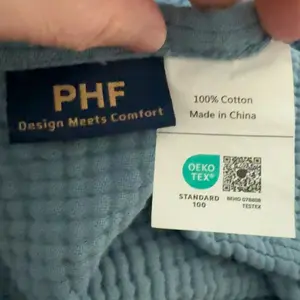 PHF
Design Meets Comfort
100% Cotton
Made in China
OEKO
TEX®
STANDARD
100
TESTEX